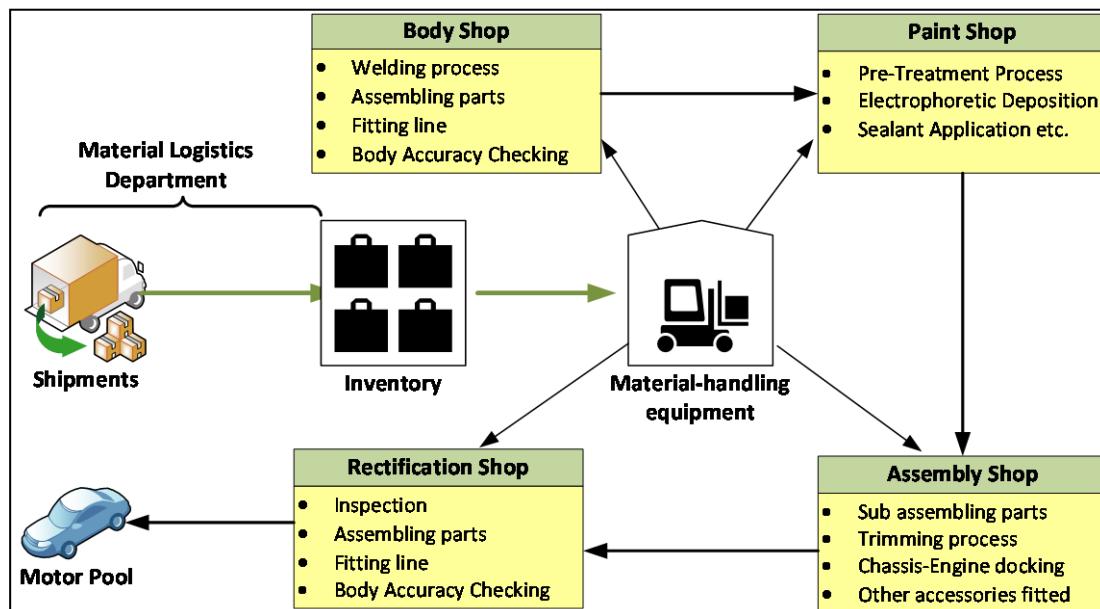 Body Shop
• Welding process
• Assembling parts
• Fitting line
• Body Accuracy Checking
Paint Shop
• Pre-Treatment Process
• Electrophoretic Deposition
• Sealant Application etc.
Material Logistics
Department
Shipments
Inventory
Material-handling
equipment
Rectification Shop
• Inspection
• Assembling parts
• Fitting line
• Body Accuracy Checking
Assembly Shop
• Sub assembling parts
• Trimming process
• Chassis-Engine docking
• Other accessories fitted
Motor Pool